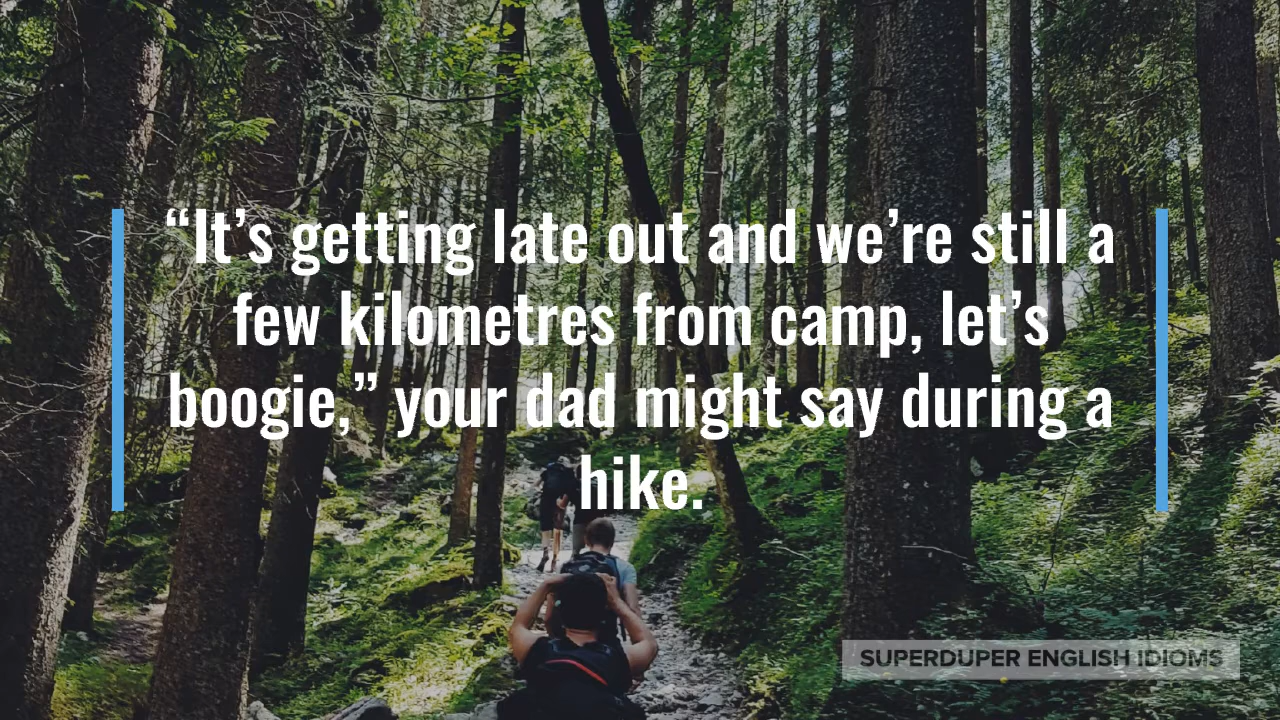 “It’s getting late out and we’re still a
few kilometres from camp, let’s
boogie,” your dad might say during a
hike.
SUPERDUPER ENGLISH IDIOMS